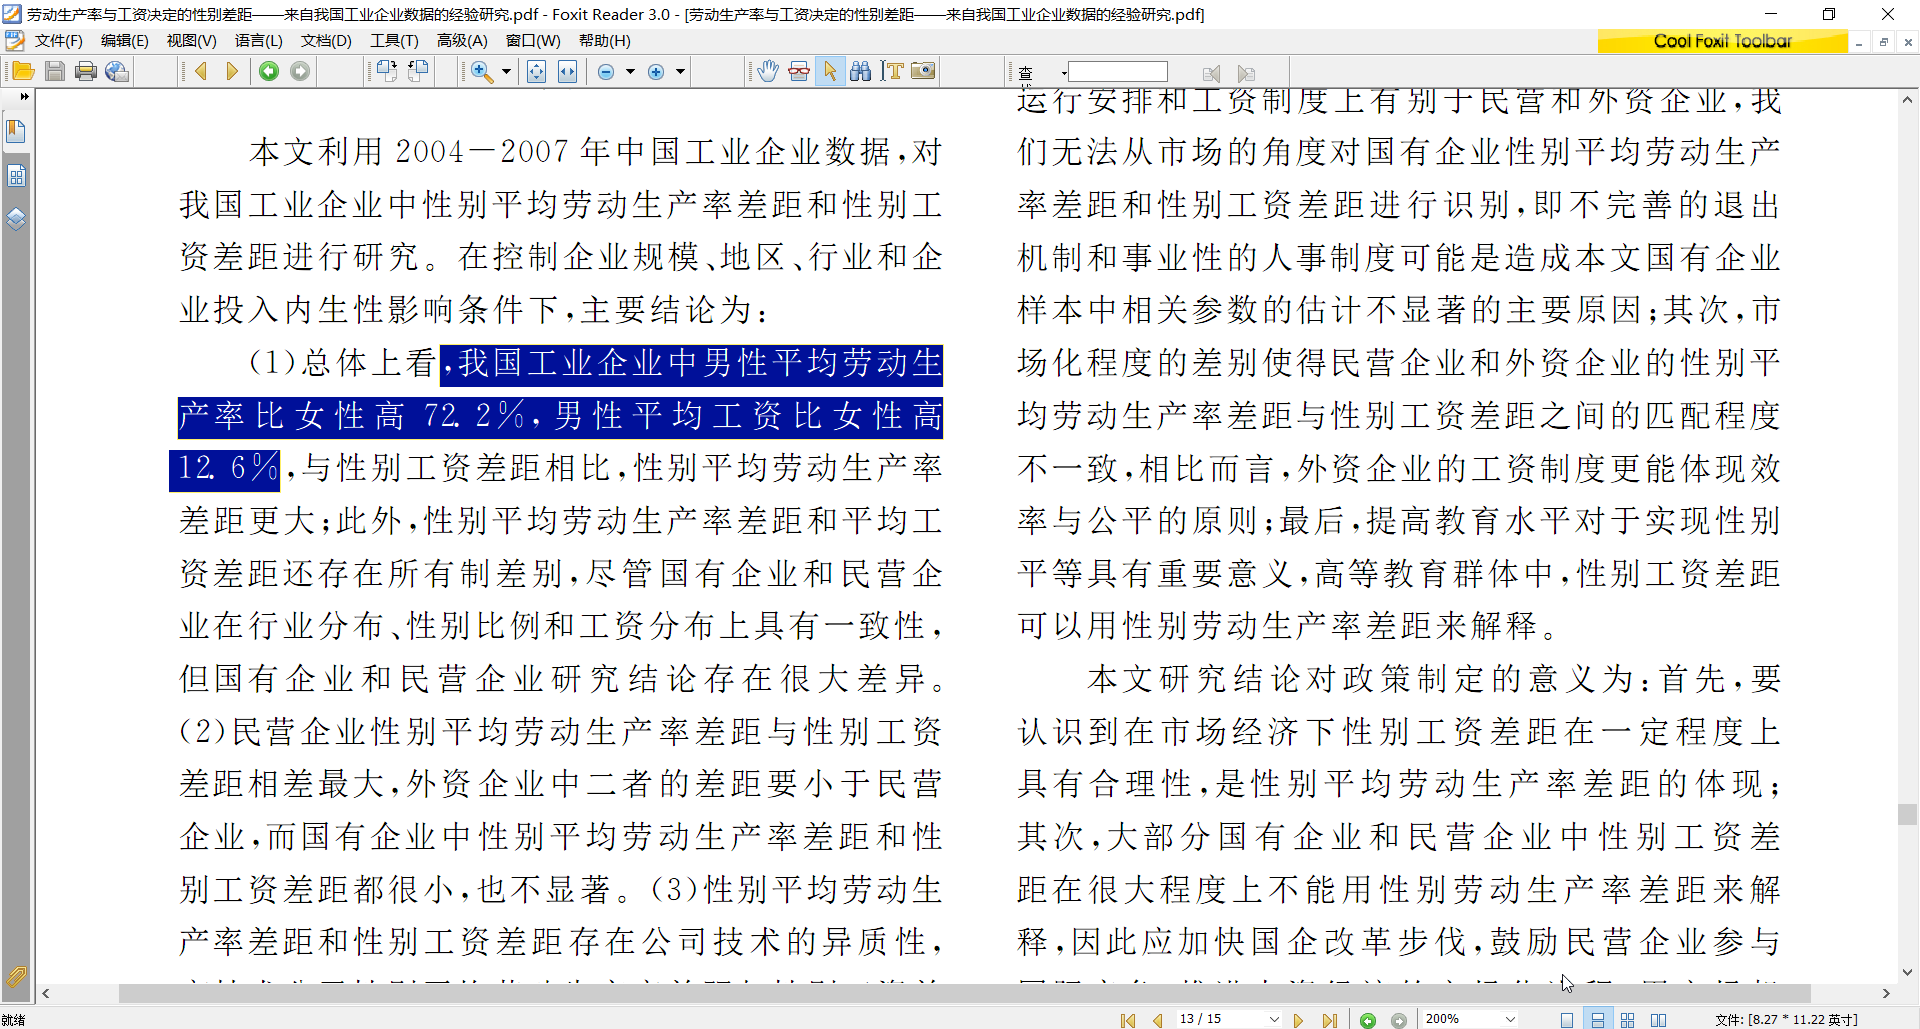 劳动生产率与工资决定的性别差距——来自我国工业企业数据的经验研究.pdf - Foxit Reader 3.0 - [劳动生产率与工资决定的性别差距——来自我国工业企业数据的经验研究.pdf]
文件(F) 编辑(E) 视图(V) 语言(L) 文档(D) 工具(T) 高级(A) 窗口(W) 帮助(H) Cool Foxit Toolbar
本文利用2004—2007年中国工业企业数据,对
我国工业企业中性别平均劳动生产率差距和性别工
资差距进行研究。在控制企业规模、地区、行业和企
业投入内生性影响条件下,主要结论为:
(1)总体上看,我国工业企业中男性平均劳动生
产率比女性高72.2%,男性平均工资比女性高
12.6%,与性别工资差距相比,性别平均劳动生产率
差距更大;此外,性别平均劳动生产率差距和平均工
资差距还存在所有制差别,尽管国有企业和民营企
业在行业分布、性别比例和工资分布上具有一致性,
但国有企业和民营企业研究结论存在很大差异。
(2)民营企业性别平均劳动生产率差距与性别工资
差距相差最大,外资企业中二者的差距要小于民营
企业,而国有企业中性别平均劳动生产率差距和性
别工资差距都很小,也不显著。(3)性别平均劳动生
产率差距和性别工资差距存在公司技术的异质性,
运行安排和工资制度上有别于民营和外资企业,我
们无法从市场的角度对国有企业性别平均劳动生产
率差距和性别工资差距进行识别,即不完善的退出
机制和事业性的人事制度可能是造成本文国有企业
样本中相关参数的估计不显著的主要原因;其次,市
场化程度的差别使得民营企业和外资企业的性别平
均劳动生产率差距与性别工资差距之间的匹配程度
不一致,相比而言,外资企业的工资制度更能体现效
率与公平的原则;最后,提高教育水平对于实现性别
平等具有重要意义,高等教育群体中,性别工资差距
可以用性别劳动生产率差距来解释。
本文研究结论对政策制定的意义为:首先,要
认识到在市场经济下性别工资差距在一定程度上
具有合理性,是性别平均劳动生产率差距的体现;
其次,大部分国有企业和民营企业中性别工资差
距在很大程度上不能用性别劳动生产率差距来解
释,因此应加快国企改革步伐,鼓励民营企业参与
就绪 13 / 15 200% 文件: [8.27 * 11.22 英寸]